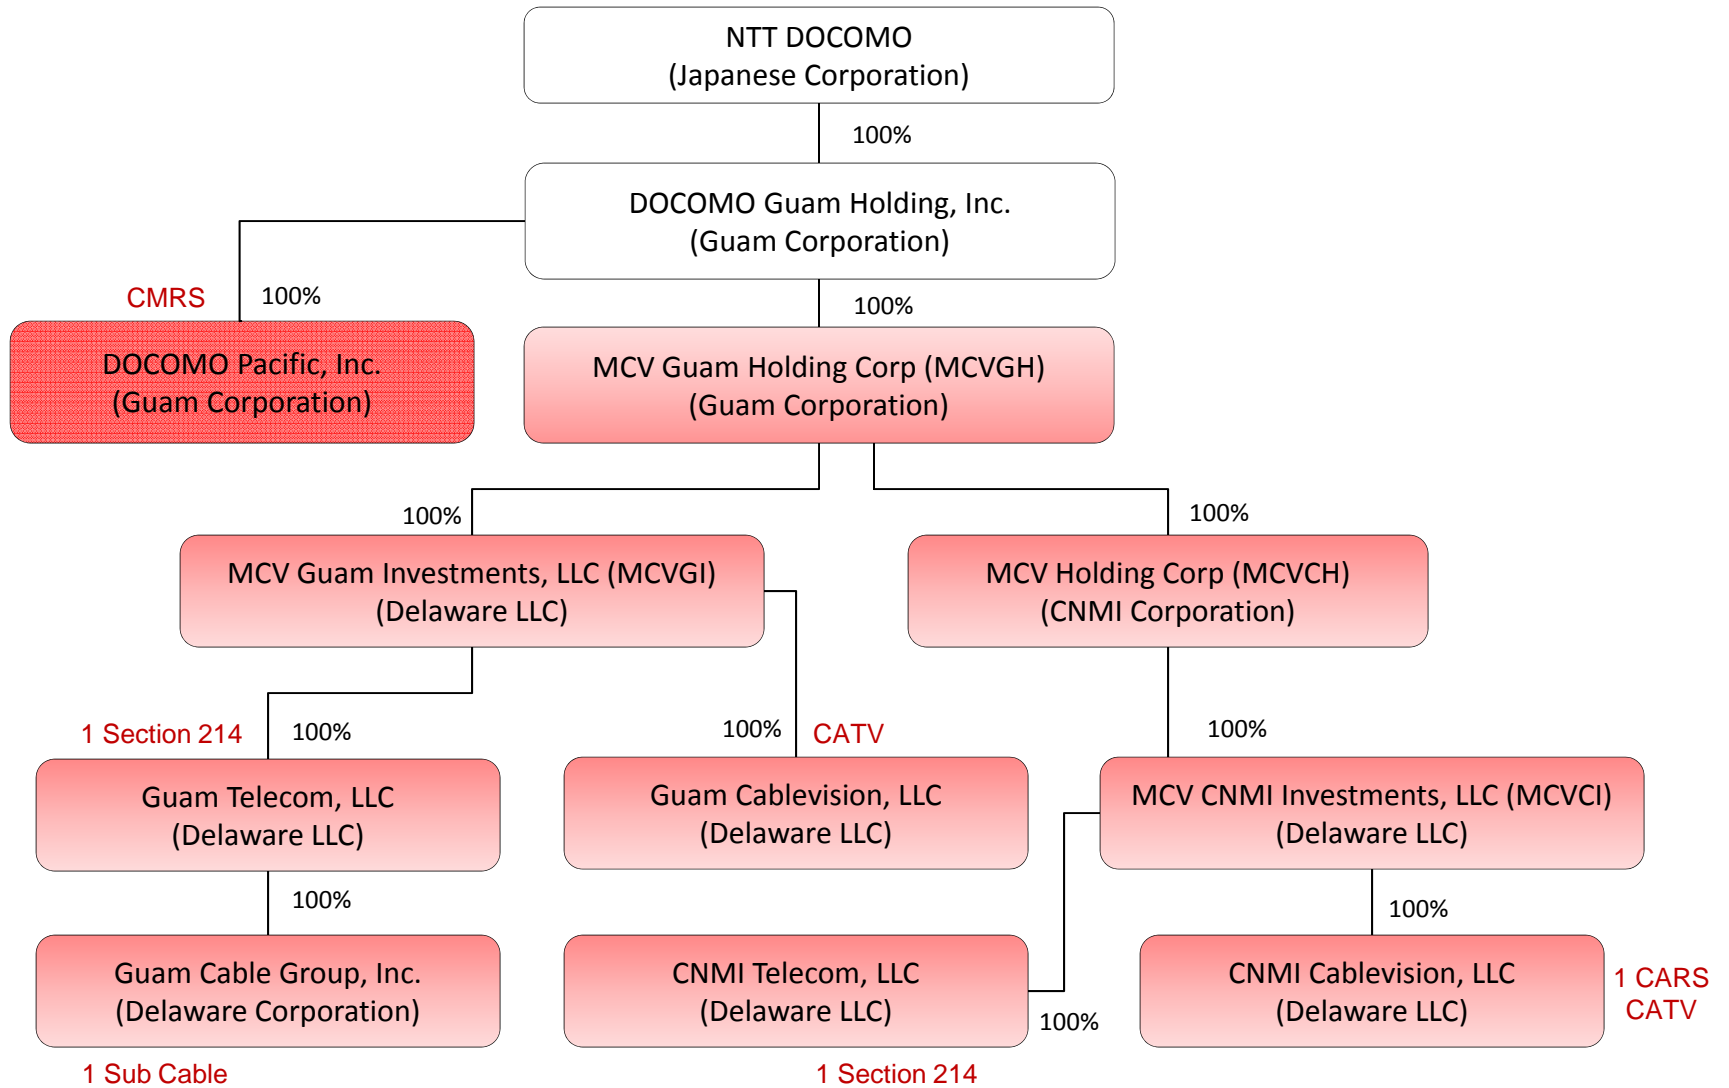 NTT DOCOMO
(Japanese Corporation)
100%
DOCOMO Guam Holding, Inc.
(Guam Corporation)
CMRS
100%
100%
DOCOMO Pacific, Inc.
(Guam Corporation)
MCV Guam Holding Corp (MCVGH)
(Guam Corporation)
100%
100%
MCV Guam Investments, LLC (MCVGI)
(Delaware LLC)
MCV Holding Corp (MCVCH)
(CNMI Corporation)
1 Section 214
100%
100%
CATV
100%
Guam Telecom, LLC
(Delaware LLC)
Guam Cablevision, LLC
(Delaware LLC)
MCV CNMI Investments, LLC (MCVCI)
(Delaware LLC)
100%
100%
Guam Cable Group, Inc.
(Delaware Corporation)
1 Sub Cable
CNMI Telecom, LLC
(Delaware LLC)
100%
1 Section 214
CNMI Cablevision, LLC
(Delaware LLC)
1 CARS
CATV